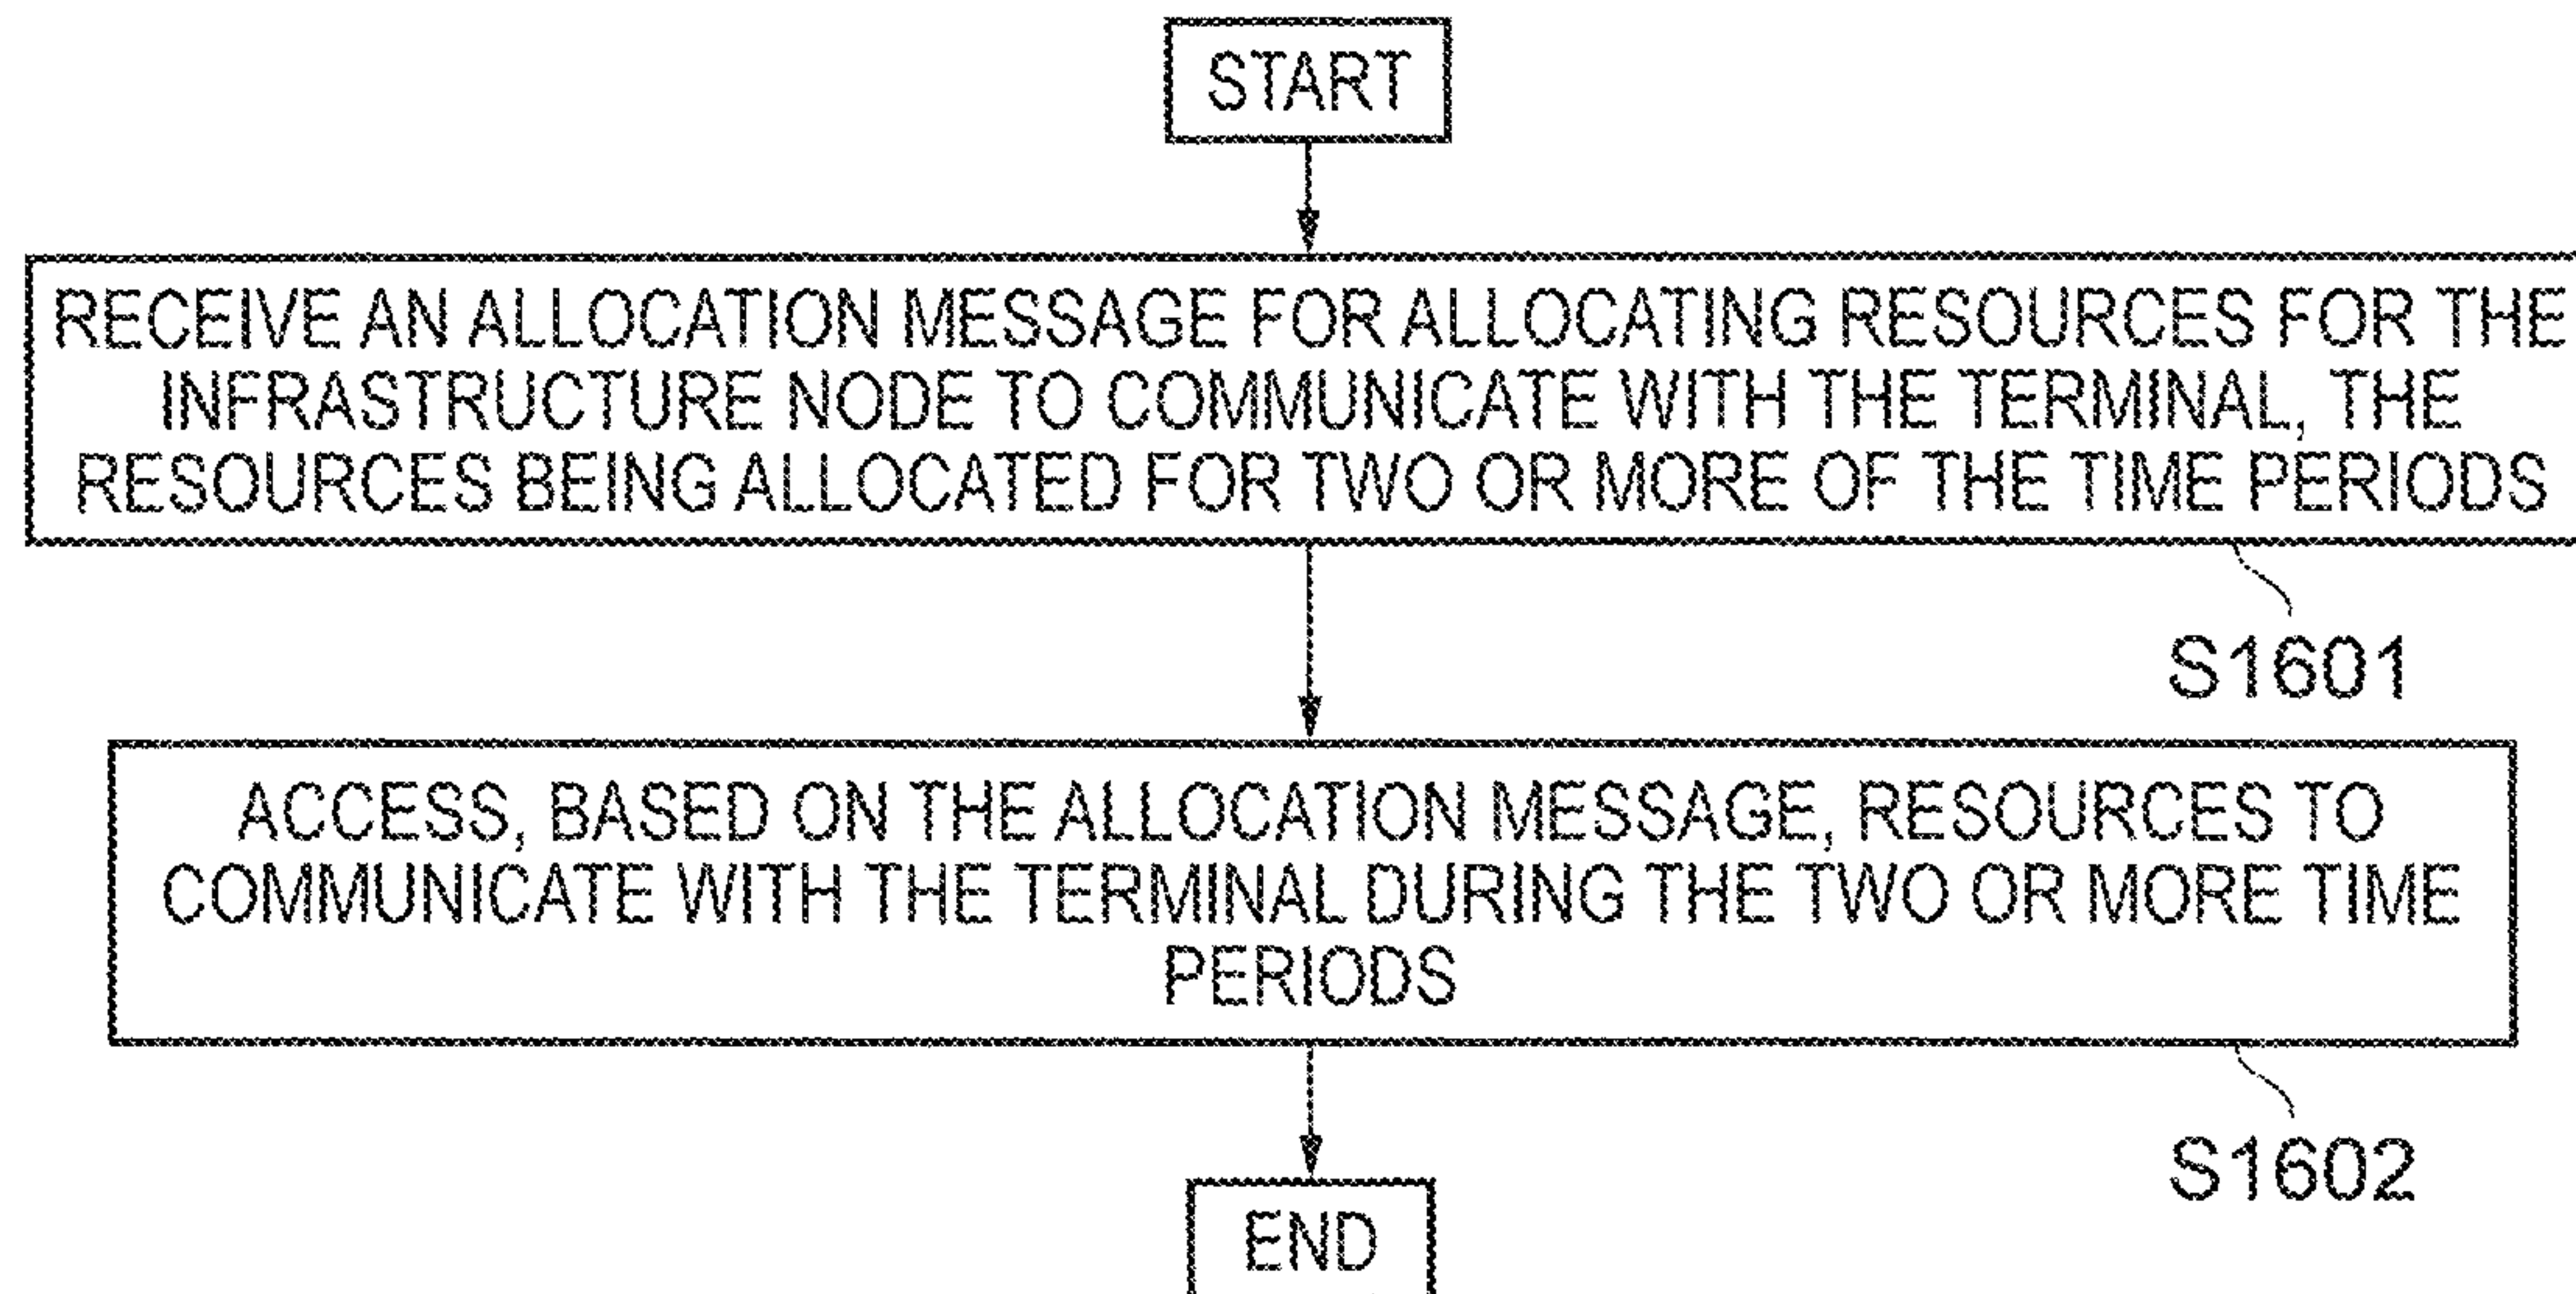 START
RECEIVE AN ALLOCATION MESSAGE FOR ALLOCATING RESOURCES FOR THE
INFRASTRUCTURE NODE TO COMMUNICATE WITH THE TERMINAL, THE
RESOURCES BEING ALLOCATED FOR TWO OR MORE OF THE TIME PERIODS
S1601
ACCESS, BASED ON THE ALLOCATION MESSAGE, RESOURCES TO
COMMUNICATE WITH THE TERMINAL DURING THE TWO OR MORE TIME
PERIODS
S1602
END